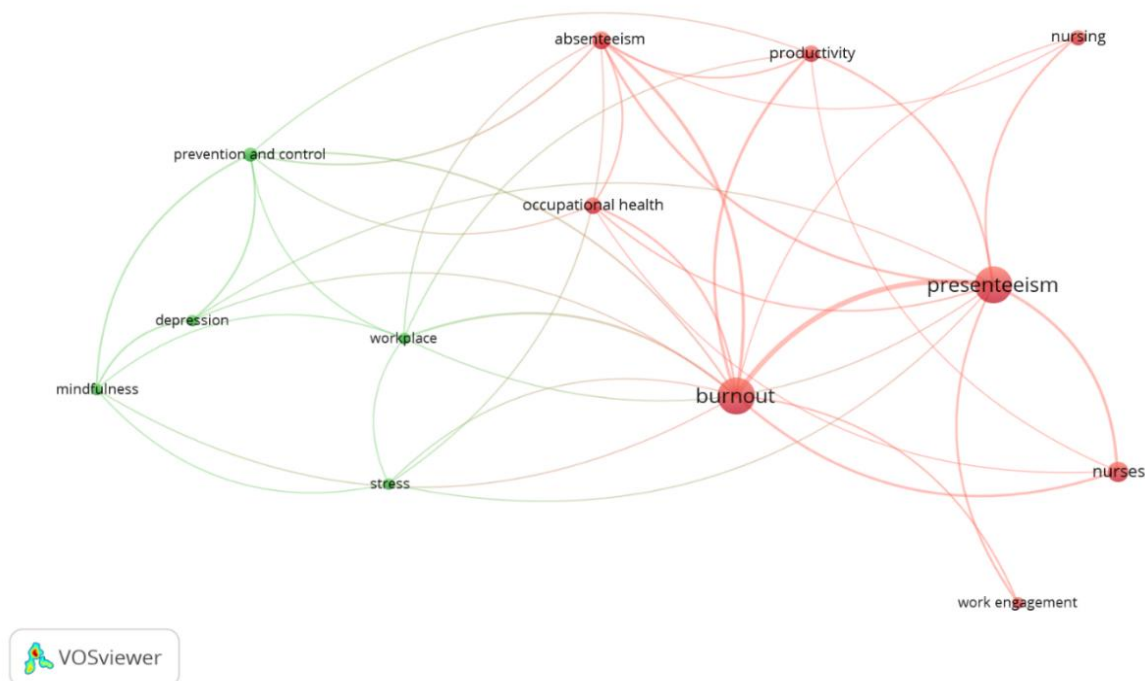 absenteeism
productivity
nursing
prevention and control
occupational health
presenteeism
depression
workplace
mindfulness
burnout
stress
nurses
work engagement
VOSviewer